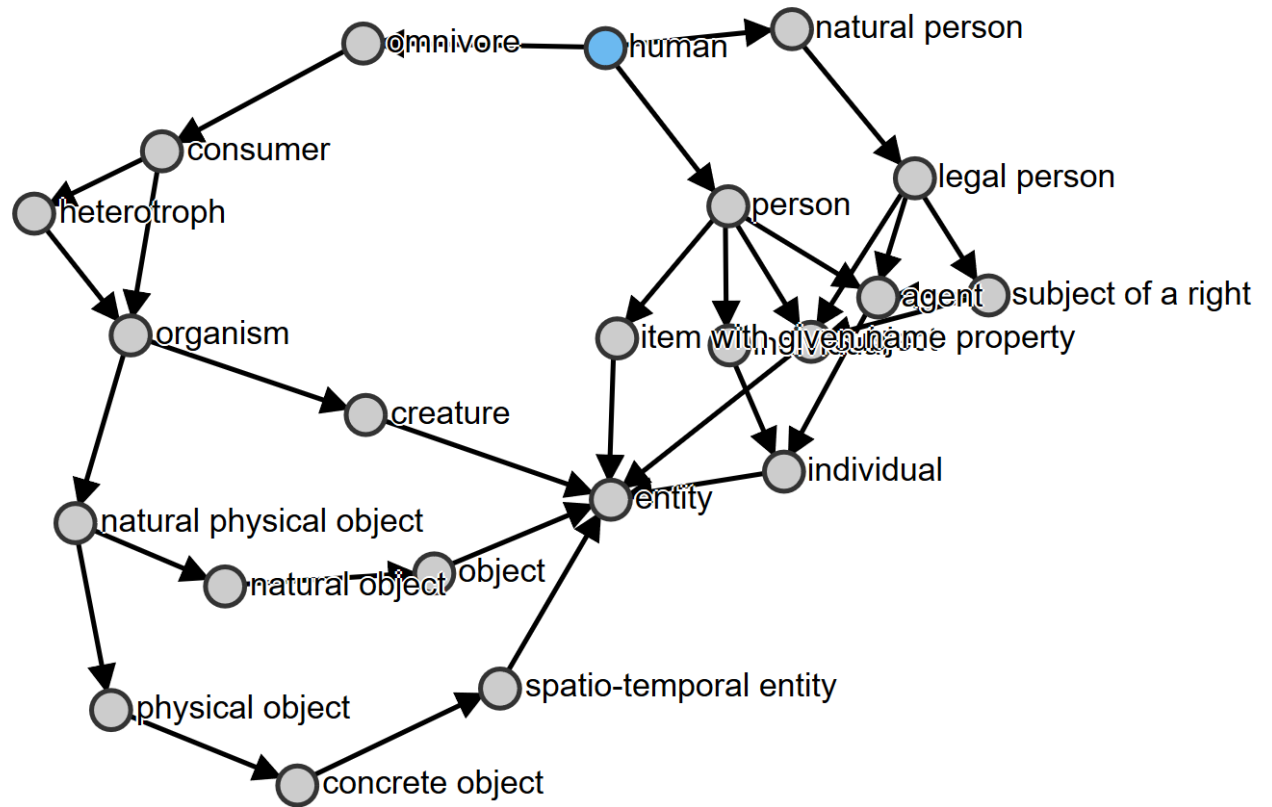 omnivore
human
natural person
consumer
legal person
heterotroph
person
agent
subject of a right
organism
item with given name property
creature
individual
entity
natural physical object
object
natural object
spatio-temporal entity
physical object
concrete object